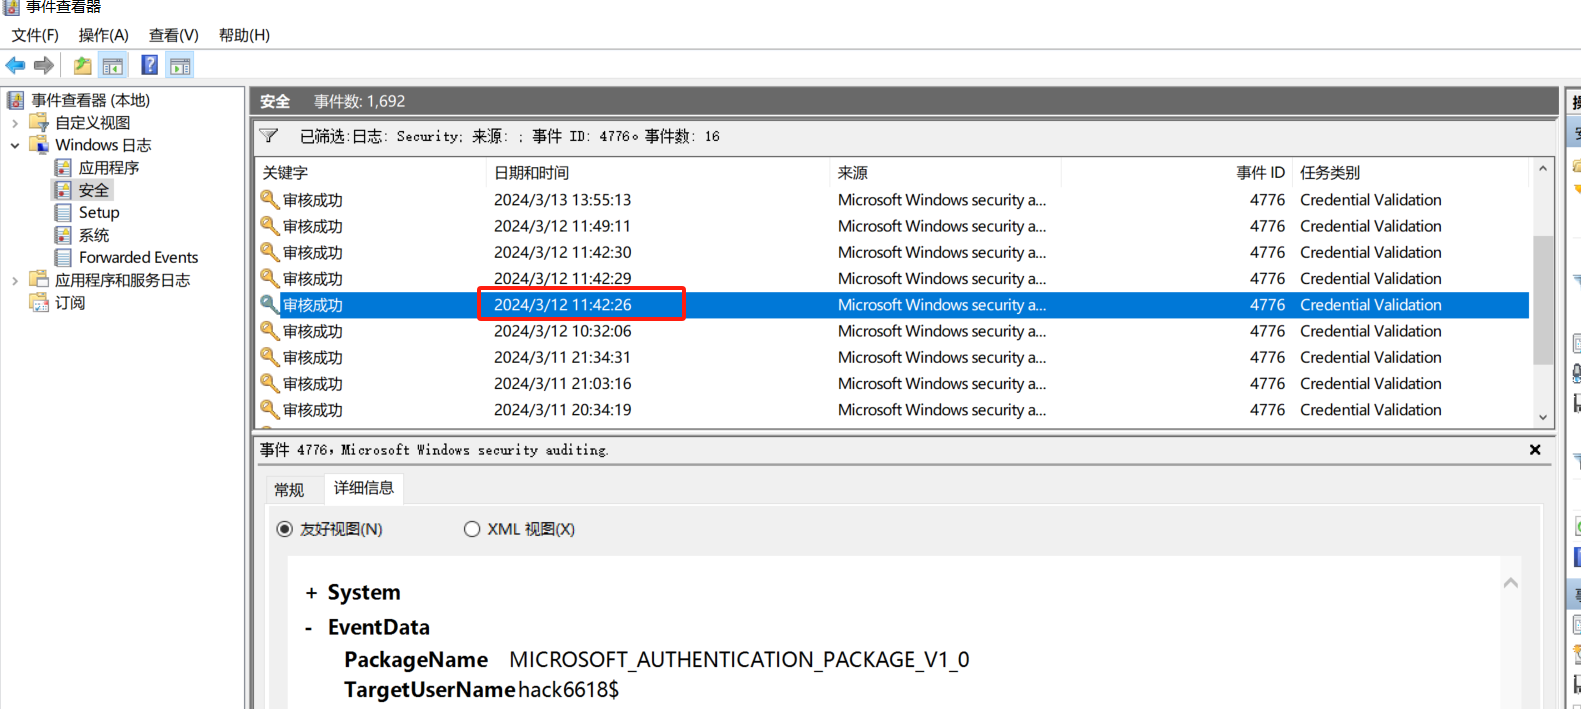 事件查看器
文件(F) 操作(A) 查看(V) 帮助(H)
事件查看器 (本地)
自定义视图
Windows 日志
应用程序
安全
Setup
系统
Forwarded Events
应用程序和服务日志
订阅
安全 事件数: 1,692
已筛选:日志: Security; 来源: ; 事件 ID: 4776。事件数: 16
关键字 日期和时间 来源 事件 ID 任务类别
审核成功 2024/3/13 13:55:13 Microsoft Windows security a... 4776 Credential Validation
审核成功 2024/3/12 11:49:11 Microsoft Windows security a... 4776 Credential Validation
审核成功 2024/3/12 11:42:30 Microsoft Windows security a... 4776 Credential Validation
审核成功 2024/3/12 11:42:29 Microsoft Windows security a... 4776 Credential Validation
审核成功 2024/3/12 11:42:26 Microsoft Windows security a... 4776 Credential Validation
审核成功 2024/3/12 10:32:06 Microsoft Windows security a... 4776 Credential Validation
审核成功 2024/3/11 21:34:31 Microsoft Windows security a... 4776 Credential Validation
审核成功 2024/3/11 21:03:16 Microsoft Windows security a... 4776 Credential Validation
审核成功 2024/3/11 20:34:19 Microsoft Windows security a... 4776 Credential Validation
事件 4776，Microsoft Windows security auditing.
常规 详细信息
友好视图(N) XML 视图(X)
+ System
- EventData
PackageName MICROSOFT_AUTHENTICATION_PACKAGE_V1_0
TargetUserName hack6618$